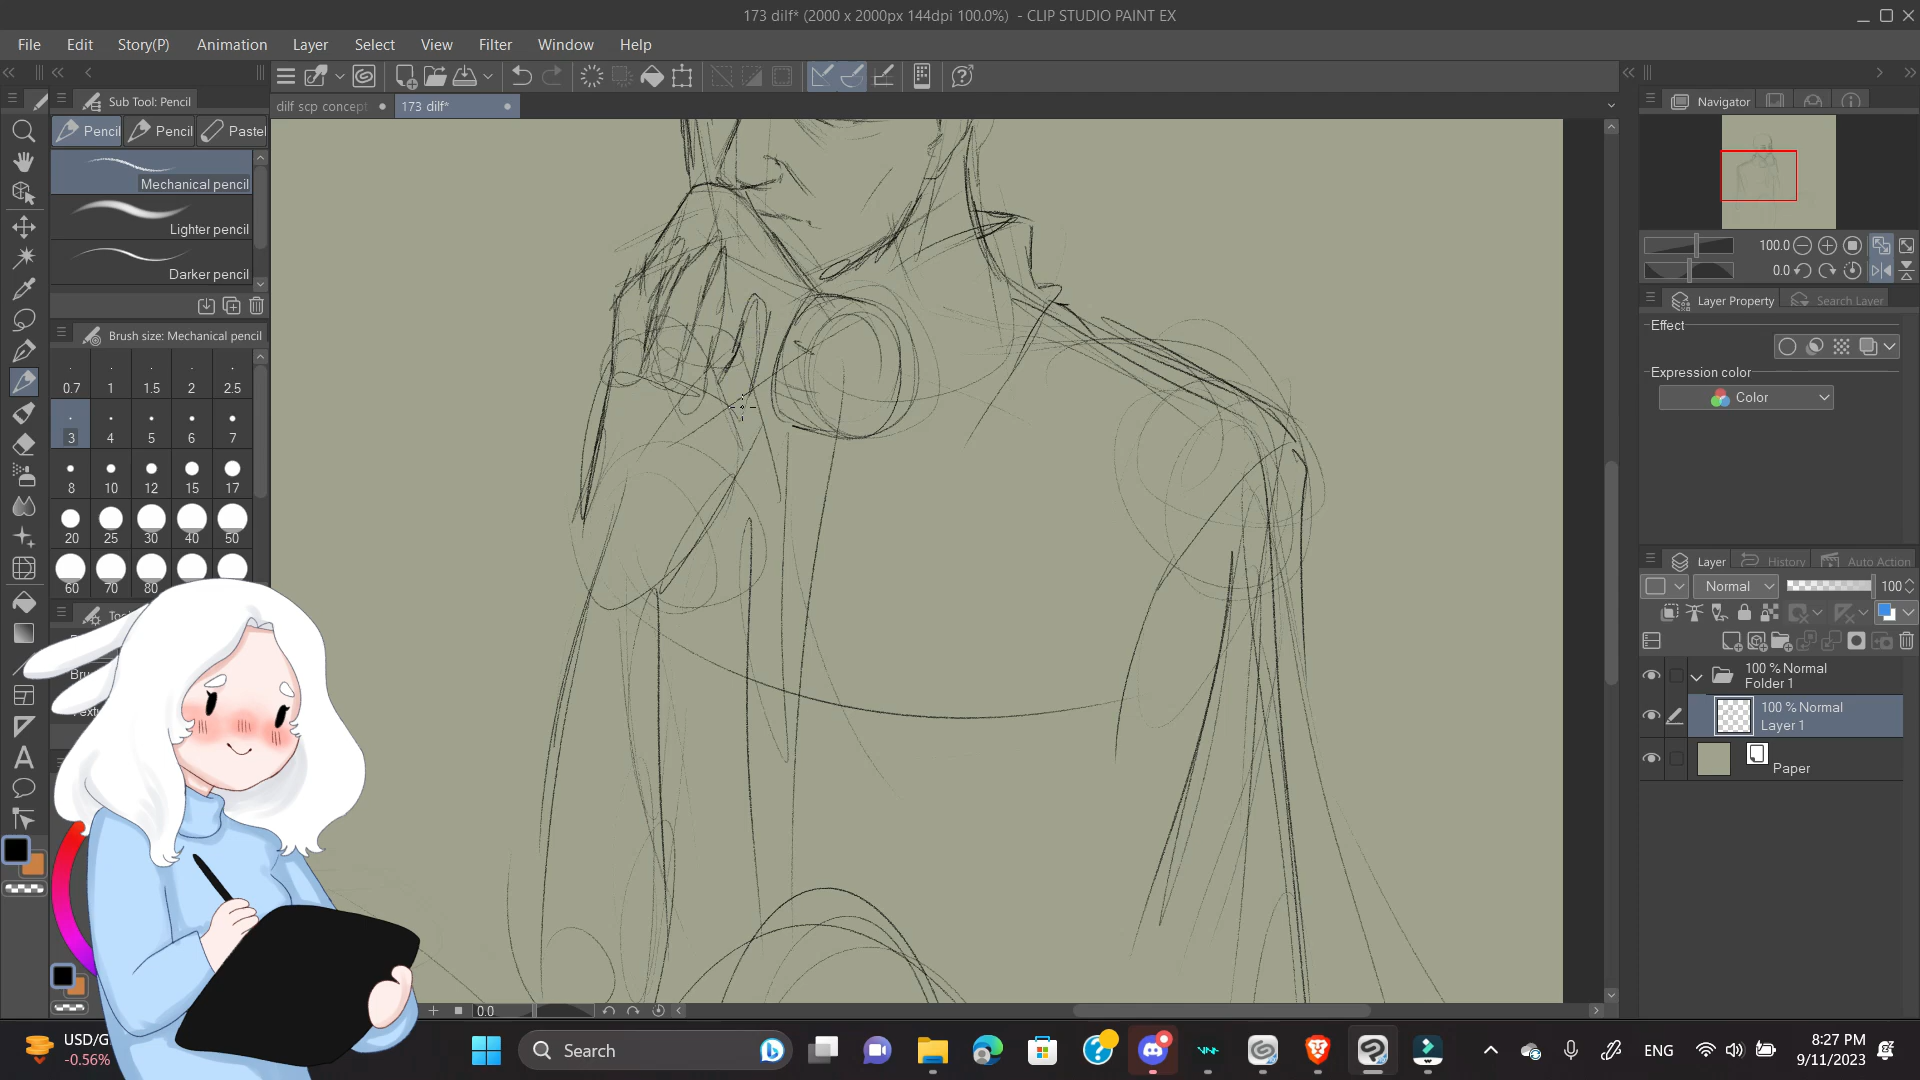 173 dilf* (2000 x 2000px 144dpi 100.0%)  - CLIP STUDIO PAINT EX
File Edit Story(P) Animation Layer Select View Filter Window Help
Sub Tool: Pencil
dilf scp concept
173 dilf*
Navigator
Pencil Pencil Pastel
Mechanical pencil
Lighter pencil
Darker pencil
100.0
0.0
Layer Property Search Layer
Brush size: Mechanical pencil
Effect
0.7 1 1.5 2 2.5
Expression color
Color
3 4 5 6 7
8 10 12 15 17
20 25 30 40 50
60 70 80
Layer History Auto Action
Normal 100
100 % Normal
Folder 1
100 % Normal
Layer 1
Paper
0.0
USD/G
-0.56%
Search
ENG
8:27 PM
9/11/2023